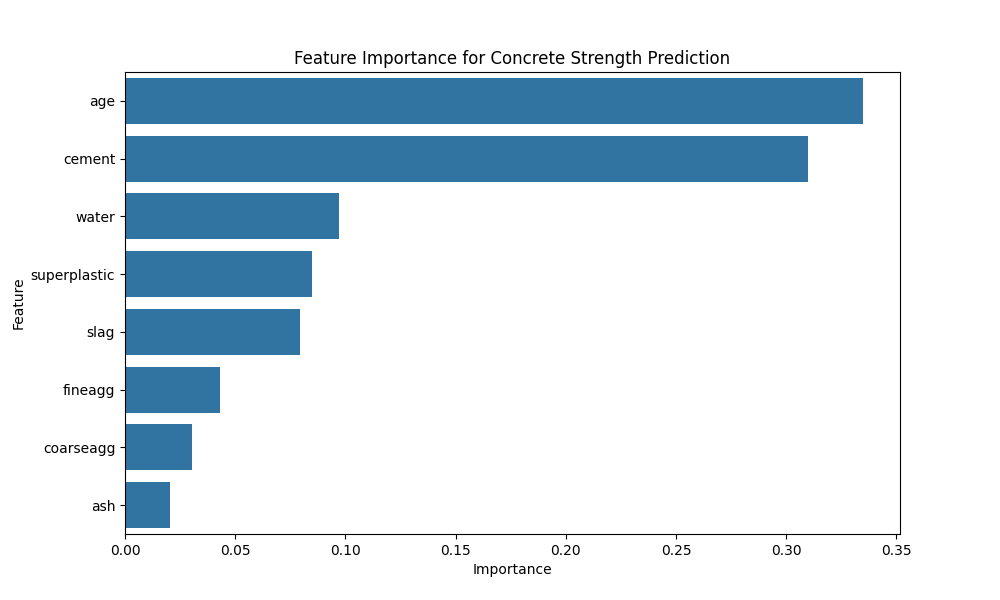 Feature Importance for Concrete Strength Prediction
age
cement
water
superplastic
slag
fineagg
coarseagg
ash
Feature
0.00 0.05 0.10 0.15 0.20 0.25 0.30 0.35
Importance